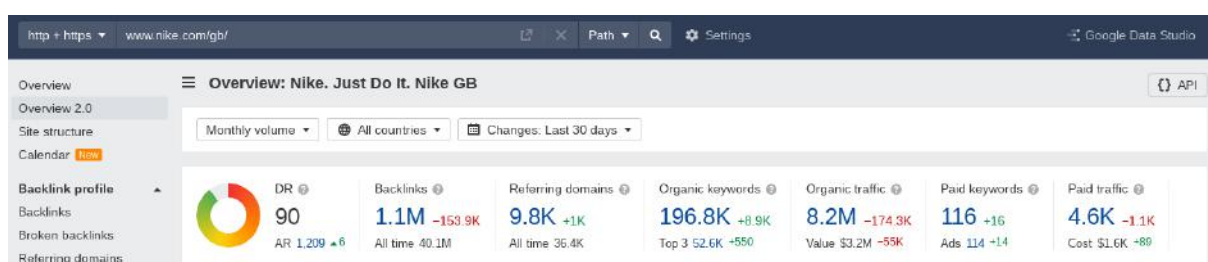 http + https www.nike.com/gb/ Path Settings Google Data Studio
Overview
Overview 2.0
Site structure
Calendar New
Backlink profile
Backlinks
Broken backlinks
Referring domains
Overview: Nike. Just Do It. Nike GB
{} API
Monthly volume All countries Changes: Last 30 days
DR
90
AR 1,209 6
Backlinks
1.1M -153.9K
All time 40.1M
Referring domains
9.8K +1K
All time 36.4K
Organic keywords
196.8K +8.9K
Top 3 52.6K +550
Organic traffic
8.2M -174.3K
Value $3.2M -55K
Paid keywords
116 +16
Ads 114 +14
Paid traffic
4.6K -1.1K
Cost $1.6K +89